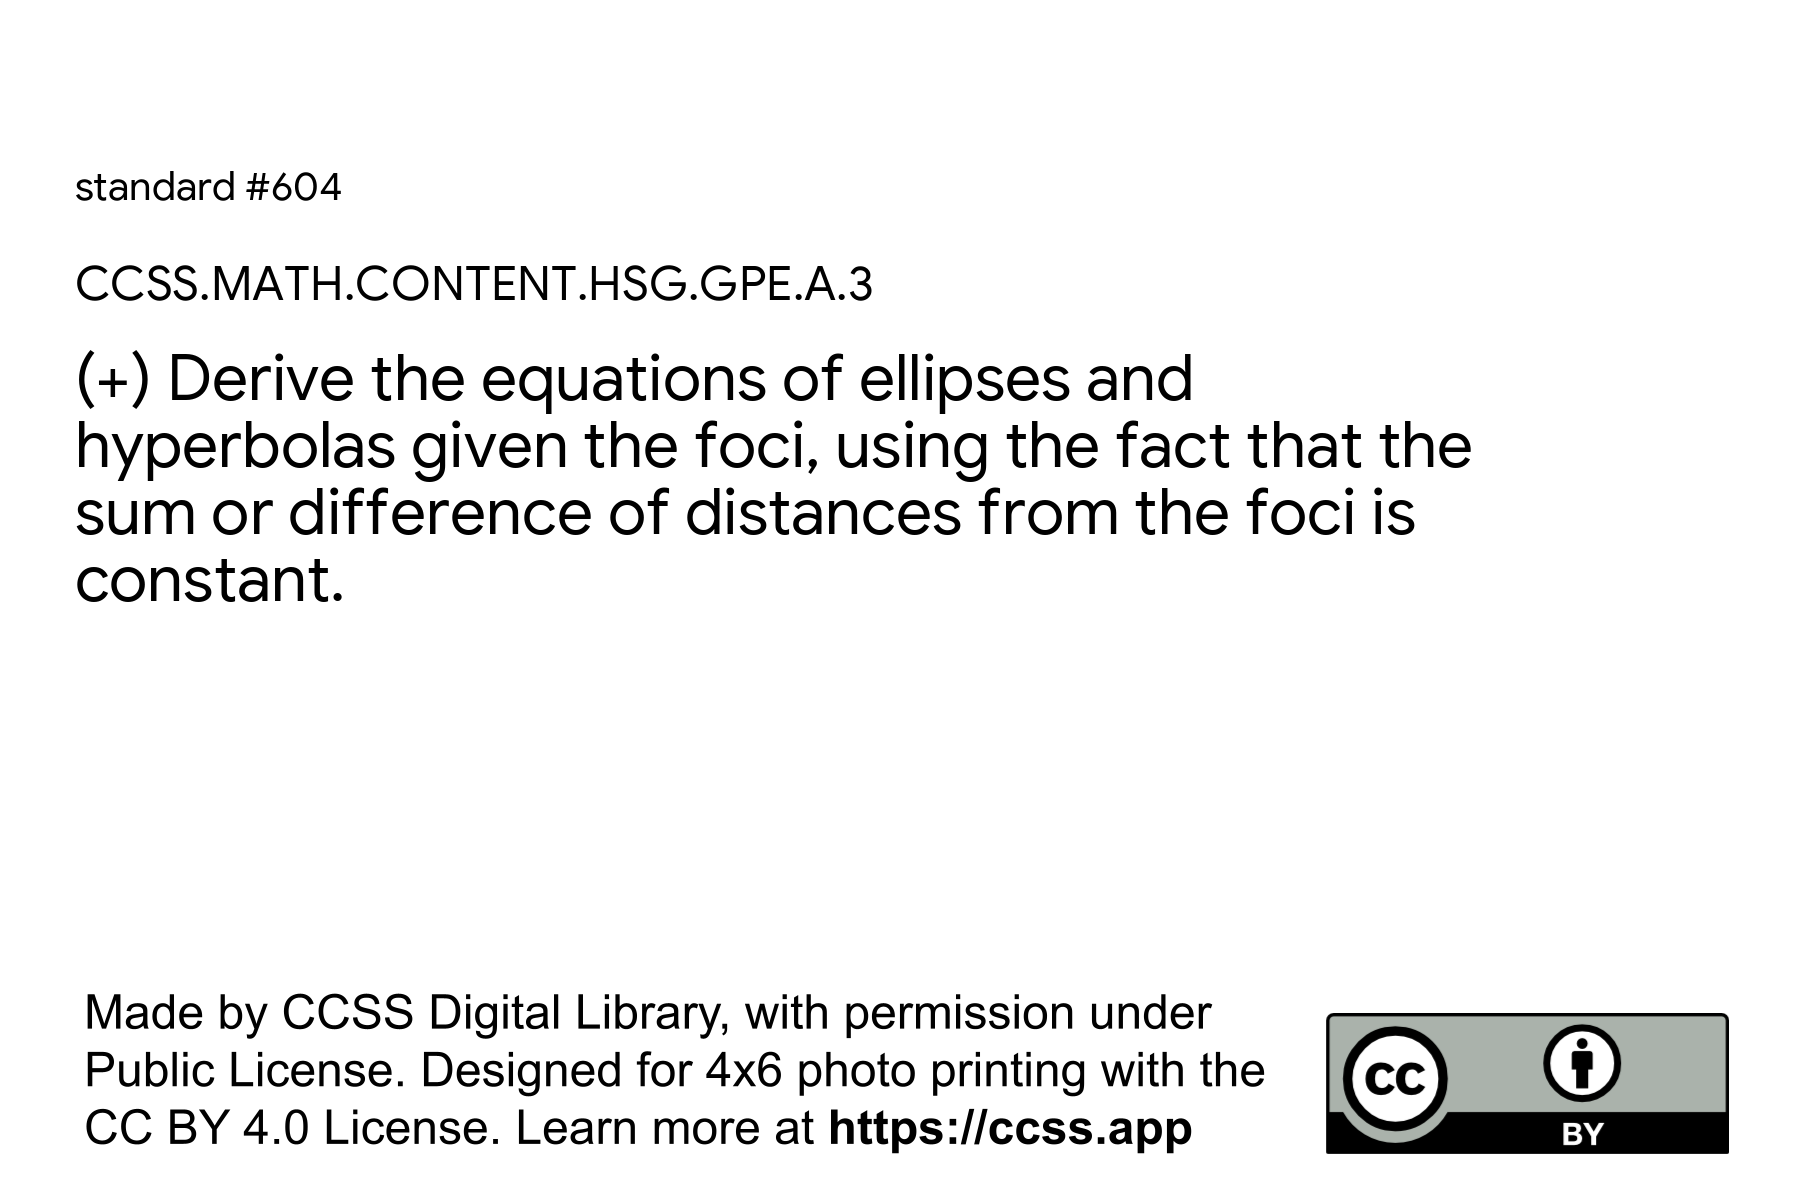 standard #604
CCSS.MATH.CONTENT.HSG.GPE.A.3
(+) Derive the equations of ellipses and
hyperbolas given the foci, using the fact that the
sum or difference of distances from the foci is
constant.
Made by CCSS Digital Library, with permission under
Public License. Designed for 4x6 photo printing with the
CC BY 4.0 License. Learn more at https://ccss.app
CC
BY